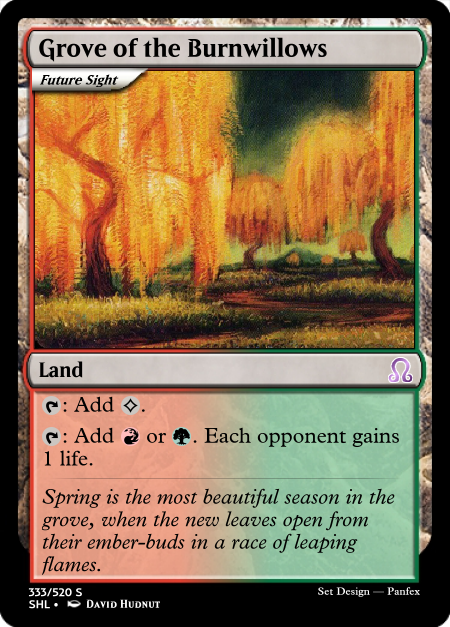 Grove of the Burnwillows
Future Sight
Land
: Add .
: Add or . Each opponent gains
1 life.
Spring is the most beautiful season in the
grove, when the new leaves open from
their ember-buds in a race of leaping
flames.
333/520 S
Set Design — Panfex
SHL • David Hudnut